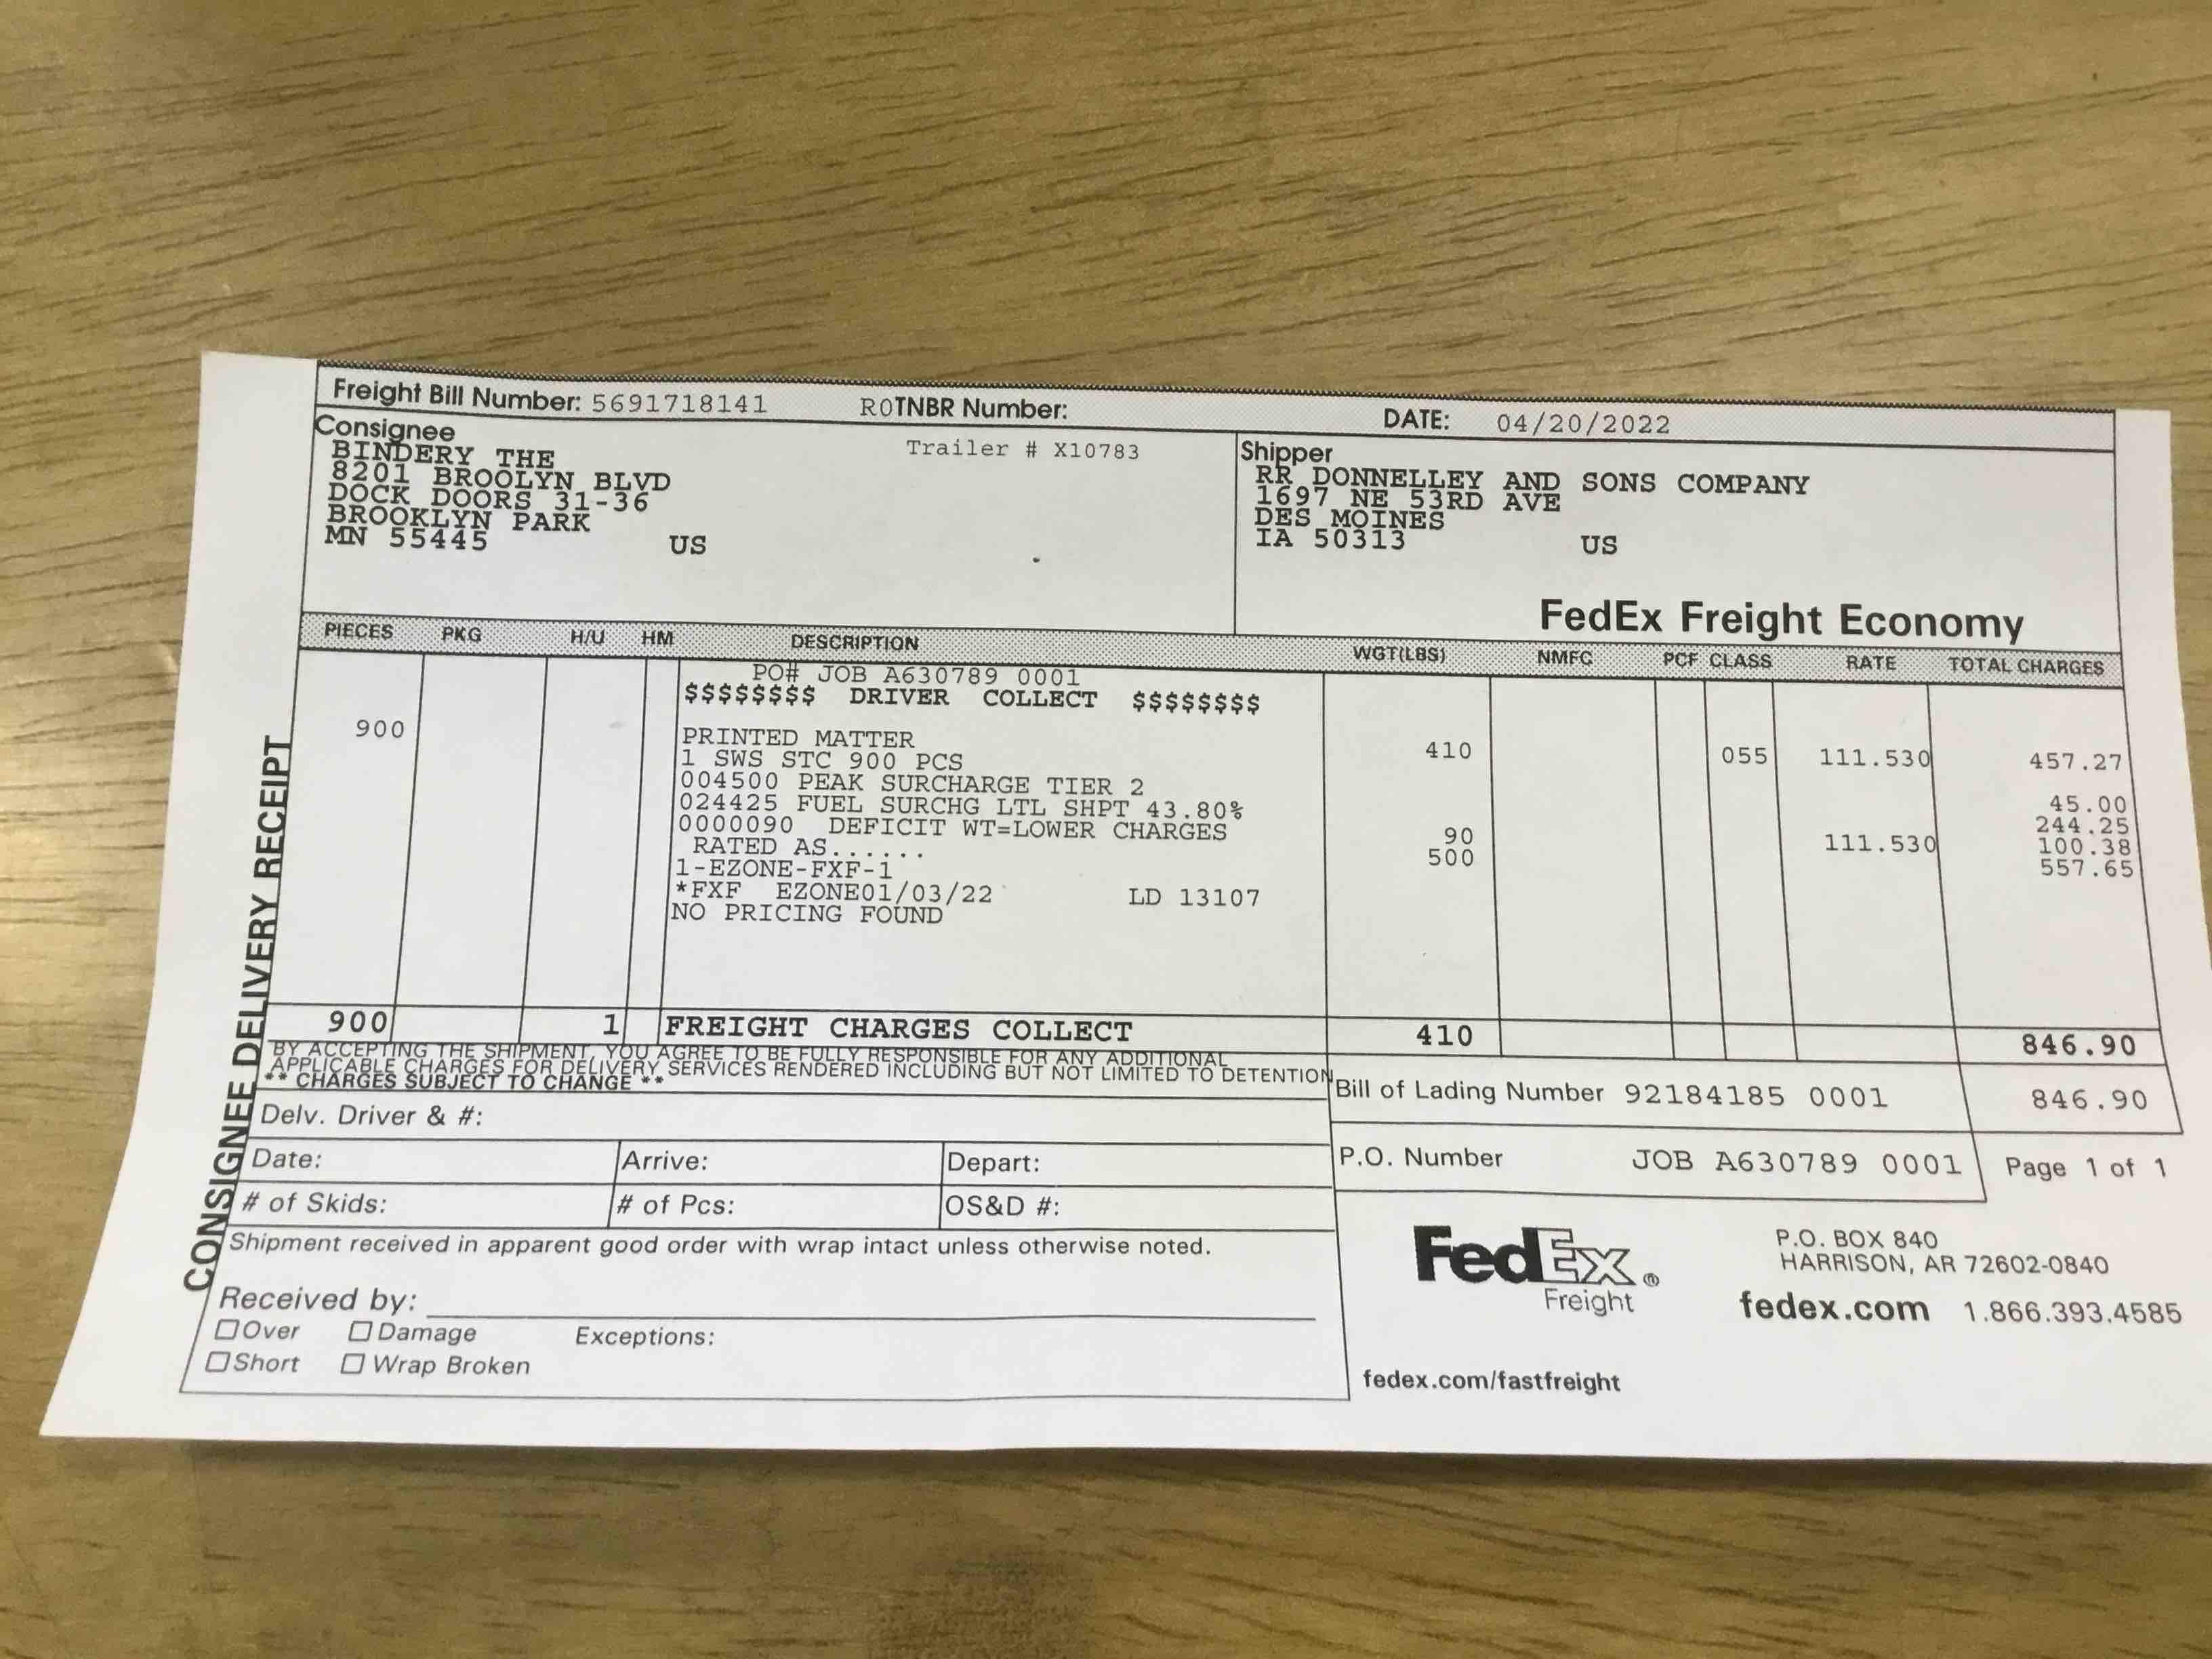 Freight Bill Number: 5691718141 ROTNBR Number: DATE: 04/20/2022
Consignee
BINDERY THE
8201 BROOLYN BLVD
DOCK DOORS 31-36
BROOKLYN PARK
MN 55445 US
Trailer # X10783
Shipper
RR DONNELLEY AND SONS COMPANY
1697 NE 53RD AVE
DES MOINES
IA 50313 US
FedEx Freight Economy
PIECES PKG H/U HM DESCRIPTION WGT(LBS) NMFC PCF CLASS RATE TOTAL CHARGES
PO# JOB A630789 0001
$$$$$$$$ DRIVER COLLECT $$$$$$$$
900 PRINTED MATTER 410 055 111.530 457.27
1 SWS STC 900 PCS
004500 PEAK SURCHARGE TIER 2 45.00
024425 FUEL SURCHG LTL SHPT 43.80% 244.25
0000090 DEFICIT WT=LOWER CHARGES 90 111.530 100.38
RATED AS...... 500 557.65
1-EZONE-FXF-1
*FXF EZONE01/03/22 LD 13107
NO PRICING FOUND
900 1 FREIGHT CHARGES COLLECT 410 846.90
BY ACCEPTING THE SHIPMENT, YOU AGREE TO BE FULLY RESPONSIBLE FOR ANY ADDITIONAL
APPLICABLE CHARGES FOR DELIVERY SERVICES RENDERED INCLUDING BUT NOT LIMITED TO DETENTION
** CHARGES SUBJECT TO CHANGE **
Bill of Lading Number 92184185 0001 846.90
Delv. Driver & #:
Date: Arrive: Depart:
P.O. Number JOB A630789 0001 Page 1 of 1
# of Skids: # of Pcs: OS&D #:
Shipment received in apparent good order with wrap intact unless otherwise noted.
Received by:
Over Damage Exceptions:
Short Wrap Broken
CONSIGNEE DELIVERY RECEIPT
FedEx®
Freight
P.O. BOX 840
HARRISON, AR 72602-0840
fedex.com 1.866.393.4585
fedex.com/fastfreight